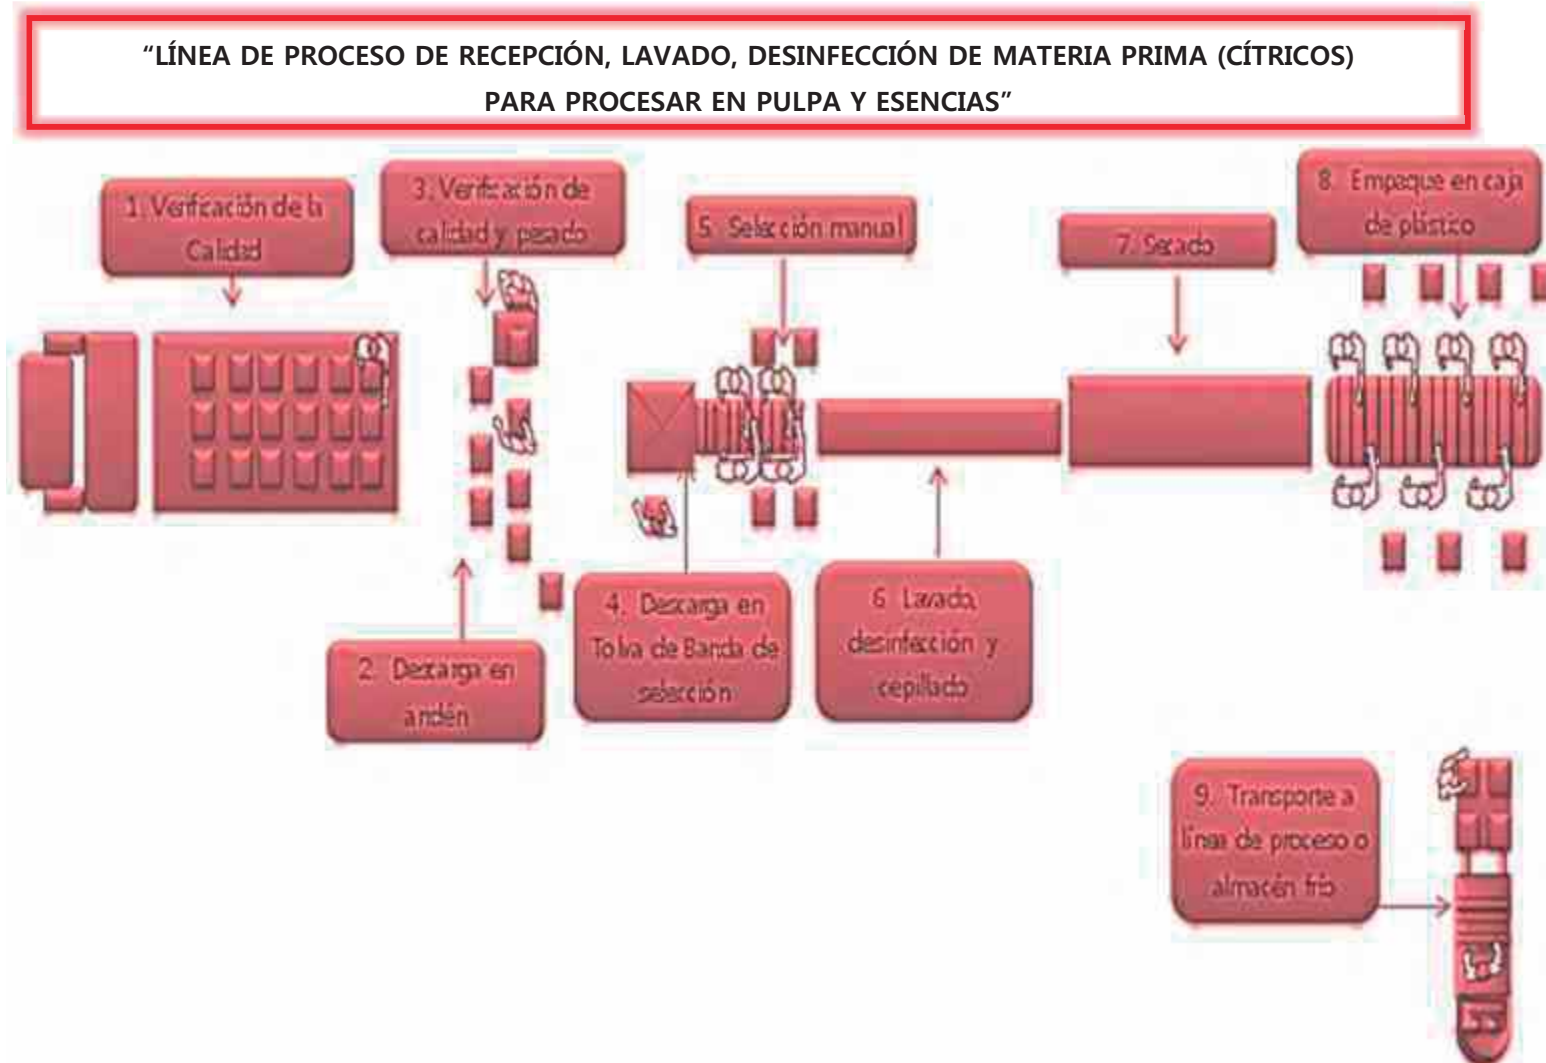 “LÍNEA DE PROCESO DE RECEPCIÓN, LAVADO, DESINFECCIÓN DE MATERIA PRIMA (CÍTRICOS)
PARA PROCESAR EN PULPA Y ESENCIAS”
1. Verificación de la
Calidad
2. Descarga en
andén
3. Verificación de
calidad y pesado
4. Descarga en
Tolva de Banda de
selección
5. Selección manual
6. Lavado,
desinfección y
cepillado
7. Secado
8. Empaque en caja
de plástico
9. Transporte a
línea de proceso o
almacén frío